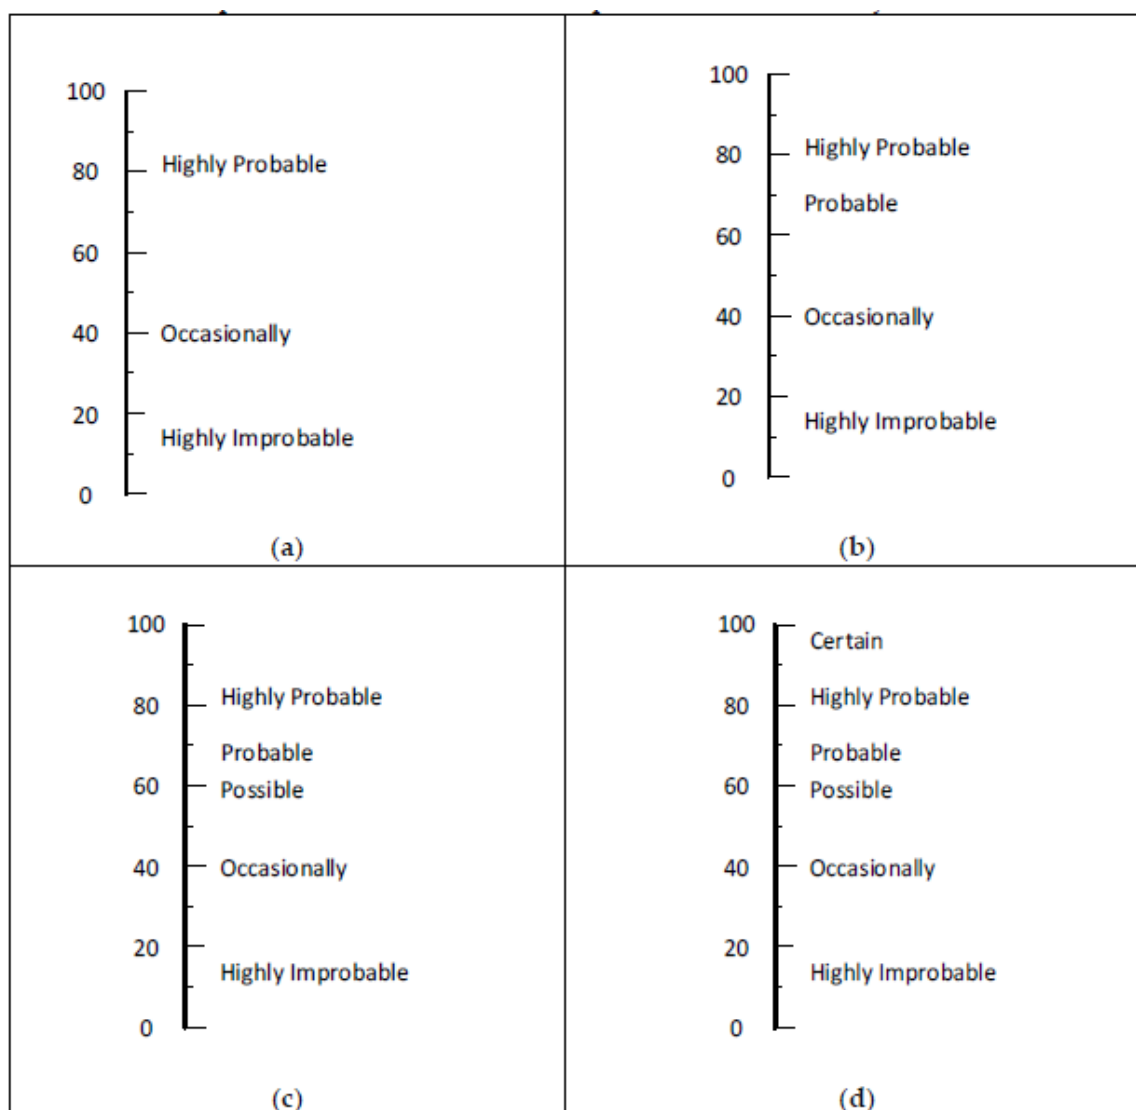 100
Highly Probable
80
60
40 Occasionally
20
Highly Improbable
0
(a)
100
Highly Probable
80
Probable
60
40 Occasionally
20
Highly Improbable
0
(b)
100
Highly Probable
80
Probable
60 Possible
40 Occasionally
20
Highly Improbable
0
(c)
100
Certain
Highly Probable
80
Probable
60 Possible
40 Occasionally
20
Highly Improbable
0
(d)